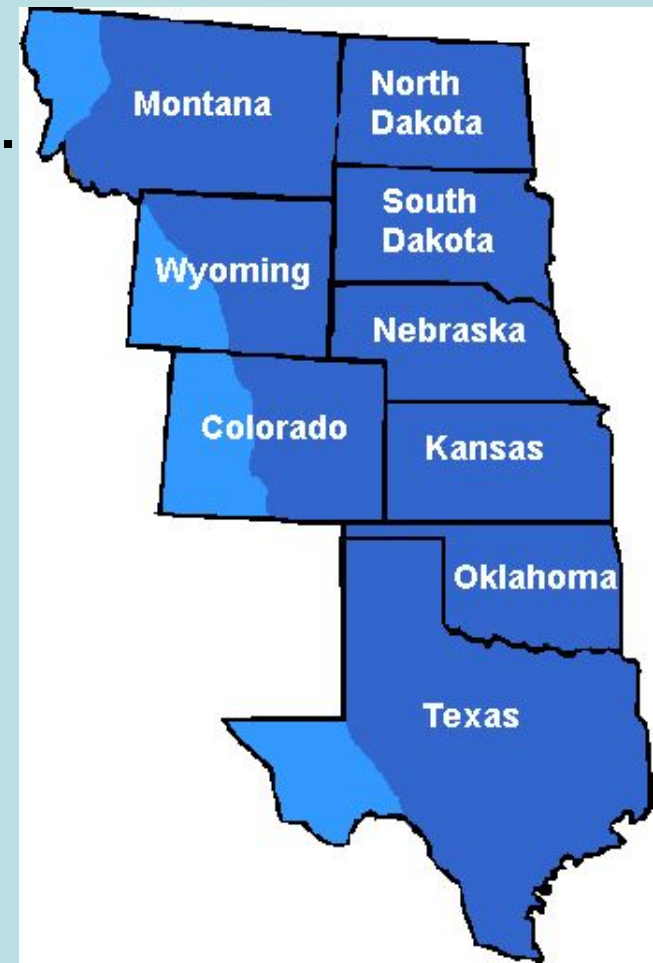 Montana
North
Dakota
South
Dakota
Wyoming
Nebraska
Colorado
Kansas
Oklahoma
Texas